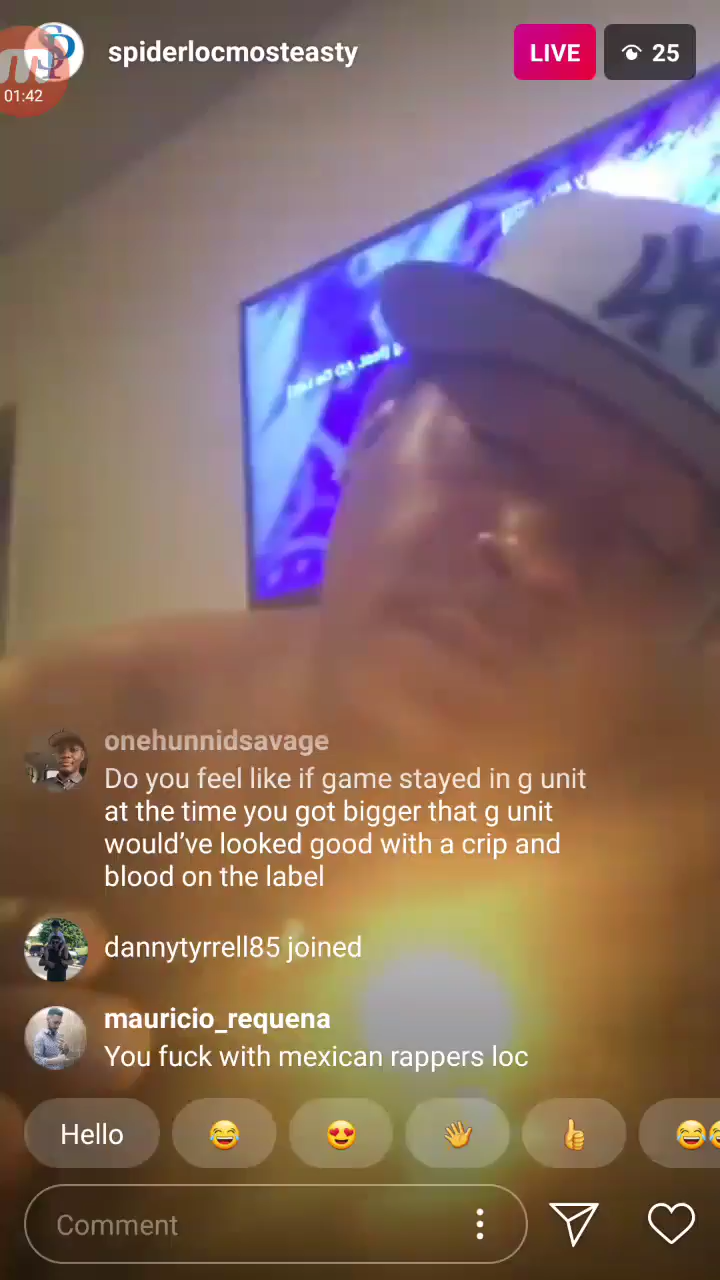 spiderlocmosteasty
LIVE
25
01:42
onehunnidsavage
Do you feel like if game stayed in g unit
at the time you got bigger that g unit
would've looked good with a crip and
blood on the label
dannytyrrell85 joined
mauricio_requena
You fuck with mexican rappers loc
Hello
Comment